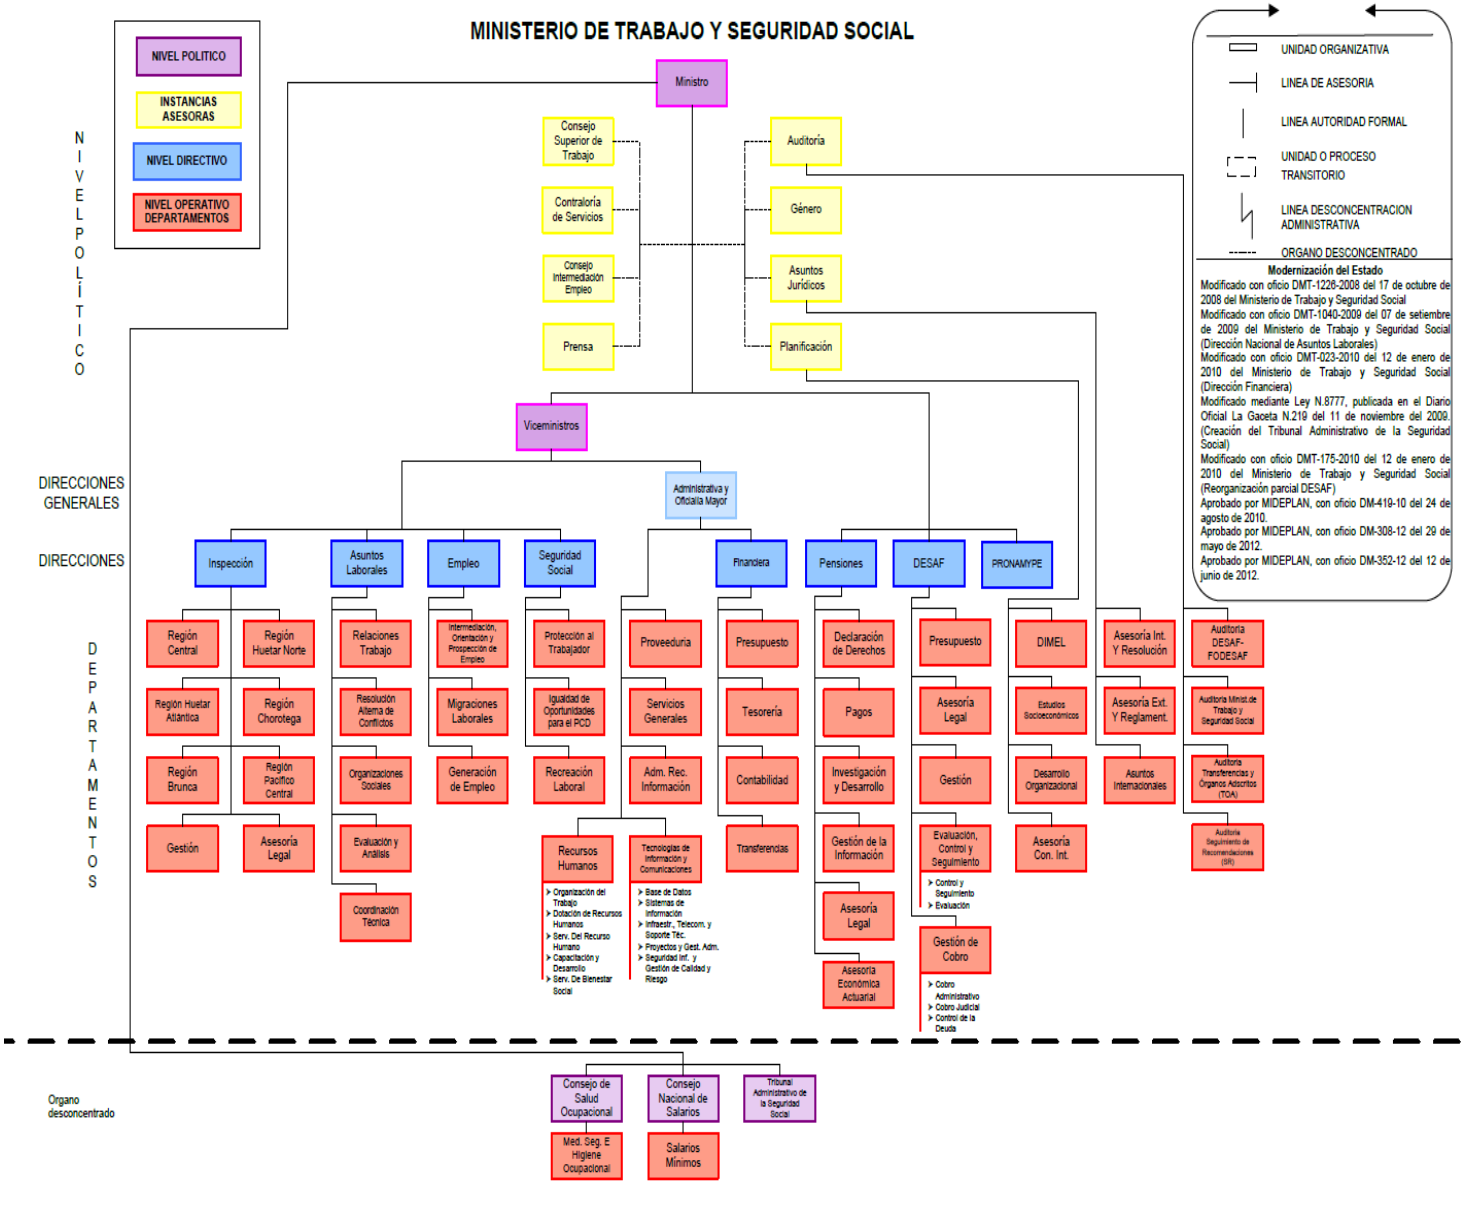 MINISTERIO DE TRABAJO Y SEGURIDAD SOCIAL
NIVEL POLITICO
INSTANCIAS
ASESORAS
NIVEL DIRECTIVO
NIVEL OPERATIVO
DEPARTAMENTOS
NIVEL POLÍTICO
Ministro
Consejo
Superior de
Trabajo
Auditoría
Contraloría
de Servicios
Género
Consejo
Intermediación
Empleo
Asuntos
Jurídicos
Prensa
Planificación
UNIDAD ORGANIZATIVA
LINEA DE ASESORIA
LINEA AUTORIDAD FORMAL
UNIDAD O PROCESO
TRANSITORIO
LINEA DESCONCENTRACION
ADMINISTRATIVA
ORGANO DESCONCENTRADO
Modernización del Estado
Modificado con oficio DMT-1226-2008 del 17 de octubre de
2008 del Ministerio de Trabajo y Seguridad Social
Modificado con oficio DMT-1040-2009 del 07 de setiembre
de 2009 del Ministerio de Trabajo y Seguridad Social
(Dirección Nacional de Asuntos Laborales)
Modificado con oficio DMT-023-2010 del 12 de enero de
2010 del Ministerio de Trabajo y Seguridad Social
(Dirección Financiera)
Modificado mediante Ley N.8777, publicada en el Diario
Oficial La Gaceta N.219 del 11 de noviembre del 2009.
(Creación del Tribunal Administrativo de la Seguridad
Social)
Modificado con oficio DMT-175-2010 del 12 de enero de
2010 del Ministerio de Trabajo y Seguridad Social
(Reorganización parcial DESAF)
Aprobado por MIDEPLAN, con oficio DM-419-10 del 24 de
agosto de 2010.
Aprobado por MIDEPLAN, con oficio DM-308-12 del 29 de
mayo de 2012.
Aprobado por MIDEPLAN, con oficio DM-352-12 del 12 de
junio de 2012.
Viceministros
DIRECCIONES
GENERALES
Administrativa y
Oficialía Mayor
DIRECCIONES
Inspección
Asuntos
Laborales
Empleo
Seguridad
Social
Financiera
Pensiones
DESAF
PRONAMYPE
DEPARTAMENTOS
Región
Central
Región
Huetar Norte
Región Huetar
Atlántica
Región
Chorotega
Región
Brunca
Región
Pacífico
Central
Gestión
Asesoría
Legal
Relaciones
Trabajo
Resolución
Alterna de
Conflictos
Organizaciones
Sociales
Evaluación y
Análisis
Coordinación
Técnica
Intermediación,
Orientación y
Prospección de
Empleo
Migraciones
Laborales
Generación
de Empleo
Protección al
Trabajador
Igualdad de
Oportunidades
para el PCD
Recreación
Laboral
Proveeduria
Servicios
Generales
Adm. Rec.
Información
Recursos
Humanos
➤ Organización del
Trabajo
➤ Dotación de Recursos
Humanos
➤ Serv. Del Recurso
Humano
➤ Capacitación y
Desarrollo
➤ Serv. De Bienestar
Social
Tecnologías de
Información y
Comunicaciones
➤ Base de Datos
➤ Sistemas de
Información
➤ Infraestr., Telecom. y
Soporte Téc.
➤ Proyectos y Gest. Adm.
➤ Seguridad Inf. y
Gestión de Calidad y
Riesgo
Presupuesto
Tesorería
Contabilidad
Transferencias
Declaración
de Derechos
Pagos
Investigación
y Desarrollo
Gestión de la
Información
Asesoría
Legal
Asesoría
Económica
Actuarial
Presupuesto
Asesoría
Legal
Gestión
Evaluación,
Control y
Seguimiento
➤ Control y
Seguimiento
➤ Evaluación
Gestión de
Cobro
➤ Cobro
Administrativo
➤ Cobro Judicial
➤ Control de la
Deuda
DIMEL
Estudios
Socioeconómicos
Desarrollo
Organizacional
Asesoría
Con. Int.
Asesoría Int.
Y Resolución
Asesoría Ext.
Y Reglament.
Asuntos
Internacionales
Auditoria
DESAF-
FODESAF
Auditoria Minist.de
Trabajo y
Seguridad Social
Auditoria
Transferencias y
Órganos Adscritos
(TOA)
Auditoria
Seguimiento de
Recomendaciones
(SR)
Organo
desconcentrado
Consejo de
Salud
Ocupacional
Consejo
Nacional de
Salarios
Tribunal
Administrativo de
la Seguridad
Social
Med. Seg. E
Higiene
Ocupacional
Salarios
Mínimos